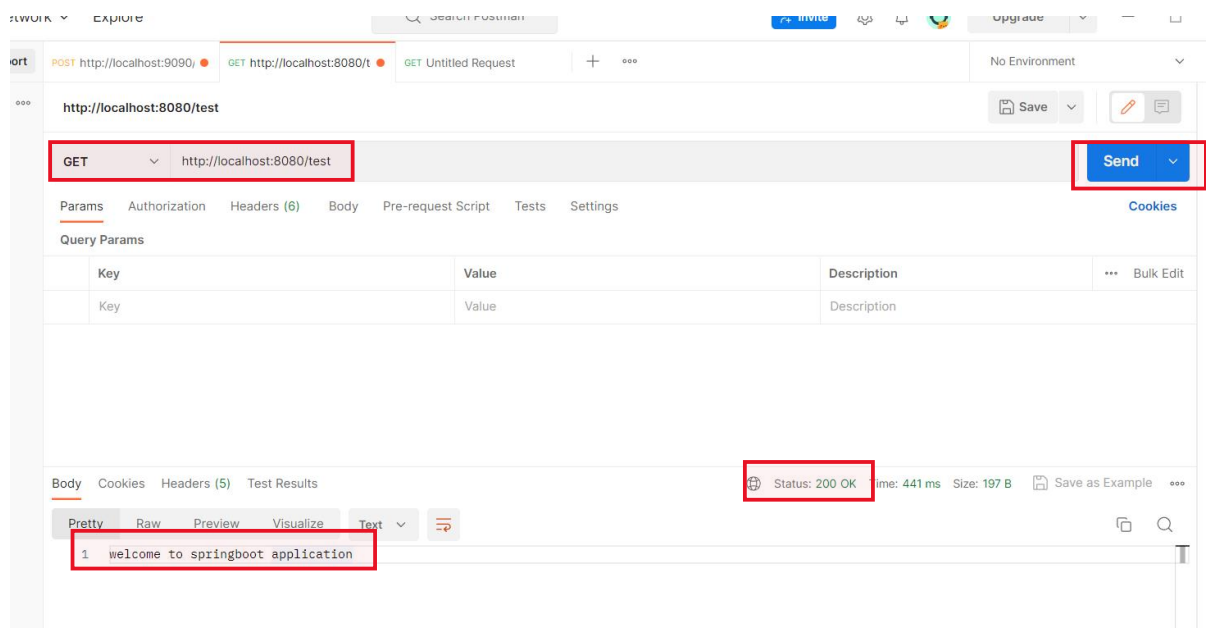 etwork Explore Search Postman Invite Upgrade
ort POST http://localhost:9090/ GET http://localhost:8080/t GET Untitled Request No Environment
http://localhost:8080/test Save
GET http://localhost:8080/test Send
Params Authorization Headers (6) Body Pre-request Script Tests Settings Cookies
Query Params
Key Value Description Bulk Edit
Key Value Description
Body Cookies Headers (5) Test Results Status: 200 OK Time: 441 ms Size: 197 B Save as Example
Pretty Raw Preview Visualize Text
1 welcome to springboot application